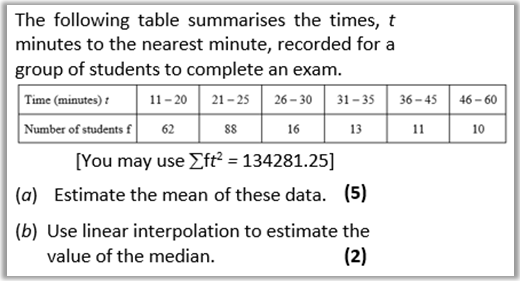 The following table summarises the times, t
minutes to the nearest minute, recorded for a
group of students to complete an exam.
Time (minutes) t 11 – 20 21 – 25 26 – 30 31 – 35 36 – 45 46 – 60
Number of students f 62 88 16 13 11 10
[You may use ∑ft² = 134281.25]
(a) Estimate the mean of these data. (5)
(b) Use linear interpolation to estimate the
value of the median. (2)